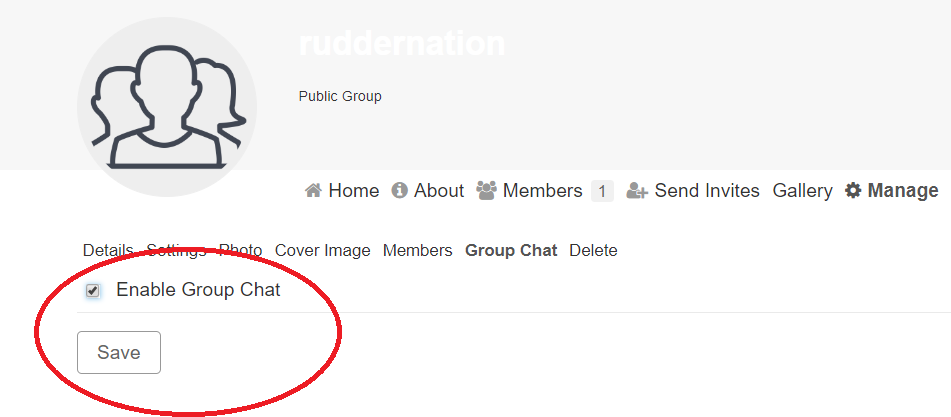 ruddernation
Public Group
Home About Members 1 Send Invites Gallery Manage
Details Settings Photo Cover Image Members Group Chat Delete
Enable Group Chat
Save